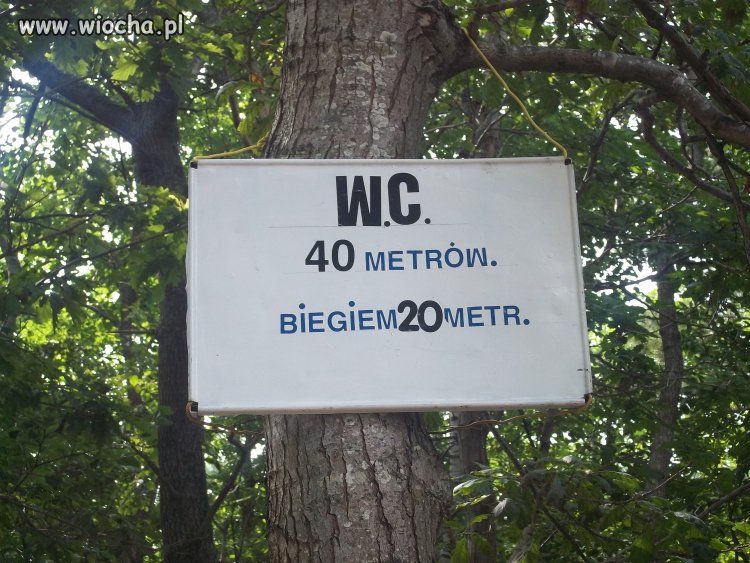 www.wiocha.pl
W.C.
40 METRÓW.
BiEGiEM 20 METR.